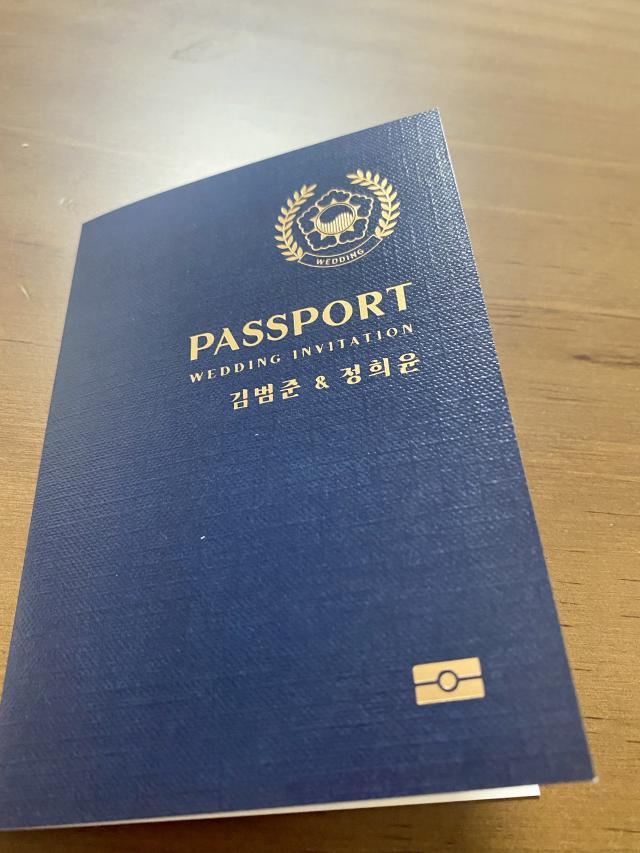 WEDDING
PASSPORT
WEDDING INVITATION
김범준 & 정희윤